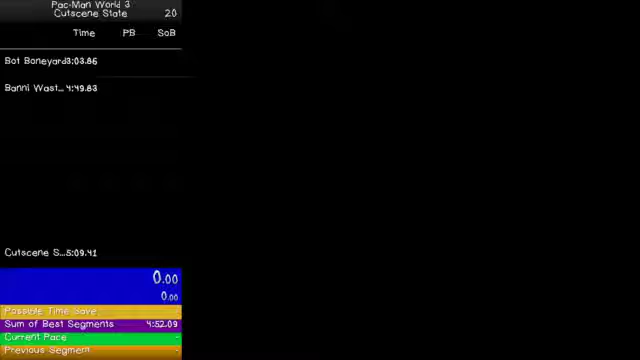 Pac-Man World 3
Cutscene State 20
Time PB SoB
Bot Boneyard3:03.86
Banni Wast... 4:49.83
Cutscene S...5:09.41
0.00
0.00
Possible Time Save -
Sum of Best Segments 4:52.09
Current Pace -
Previous Segment -